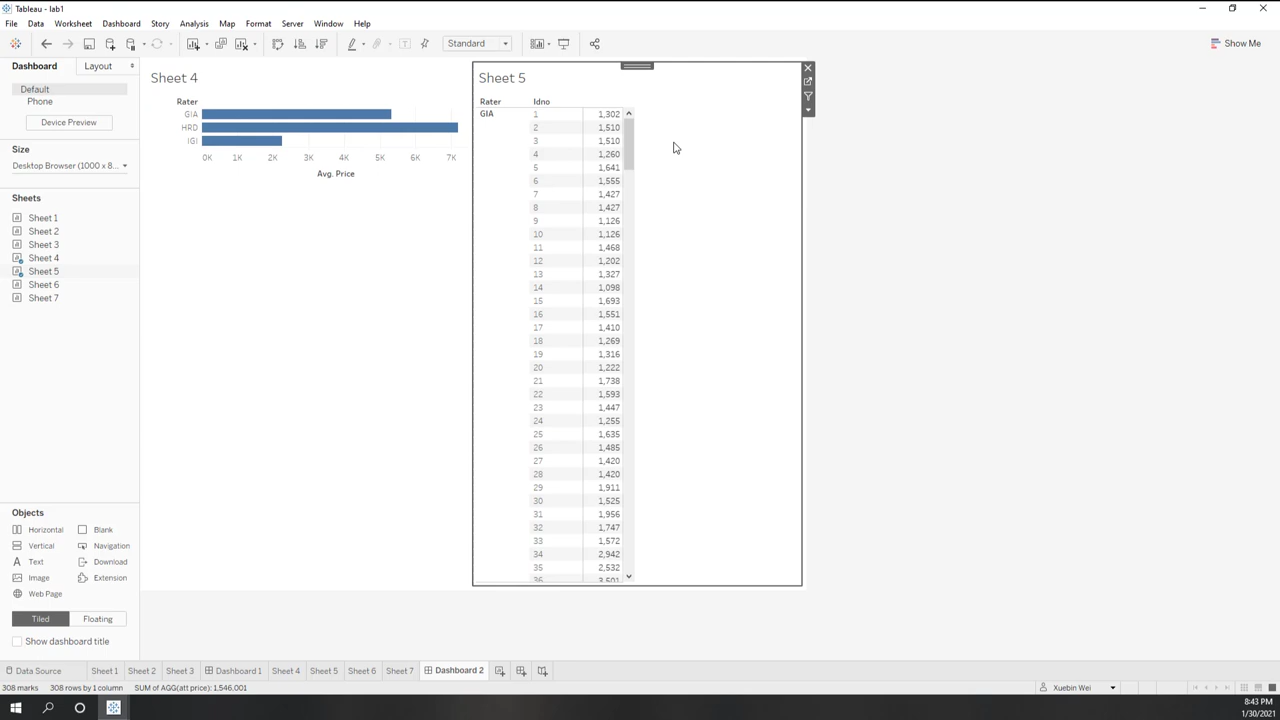 Tableau - lab1
File Data Worksheet Dashboard Story Analysis Map Format Server Window Help
Standard
Show Me
Dashboard Layout
Default
Phone
Device Preview
Size
Desktop Browser (1000 x 8...
Sheets
Sheet 1
Sheet 2
Sheet 3
Sheet 4
Sheet 5
Sheet 6
Sheet 7
Objects
Horizontal Blank
Vertical Navigation
Text Download
Image Extension
Web Page
Tiled Floating
Show dashboard title
Sheet 4
Rater
GIA
HRD
IGI
0K 1K 2K 3K 4K 5K 6K 7K
Avg. Price
Sheet 5
Rater Idno
GIA 1 1,302
2 1,510
3 1,510
4 1,260
5 1,641
6 1,555
7 1,427
8 1,427
9 1,126
10 1,126
11 1,468
12 1,202
13 1,327
14 1,098
15 1,693
16 1,551
17 1,410
18 1,269
19 1,316
20 1,222
21 1,738
22 1,593
23 1,447
24 1,255
25 1,635
26 1,485
27 1,420
28 1,420
29 1,911
30 1,525
31 1,956
32 1,747
33 1,572
34 2,942
35 2,532
36 3,501
Data Source Sheet 1 Sheet 2 Sheet 3 Dashboard 1 Sheet 4 Sheet 5 Sheet 6 Sheet 7 Dashboard 2
308 marks 308 rows by 1 column SUM of AGG(att price): 1,546,001 Xuebin Wei
8:43 PM
1/30/2021